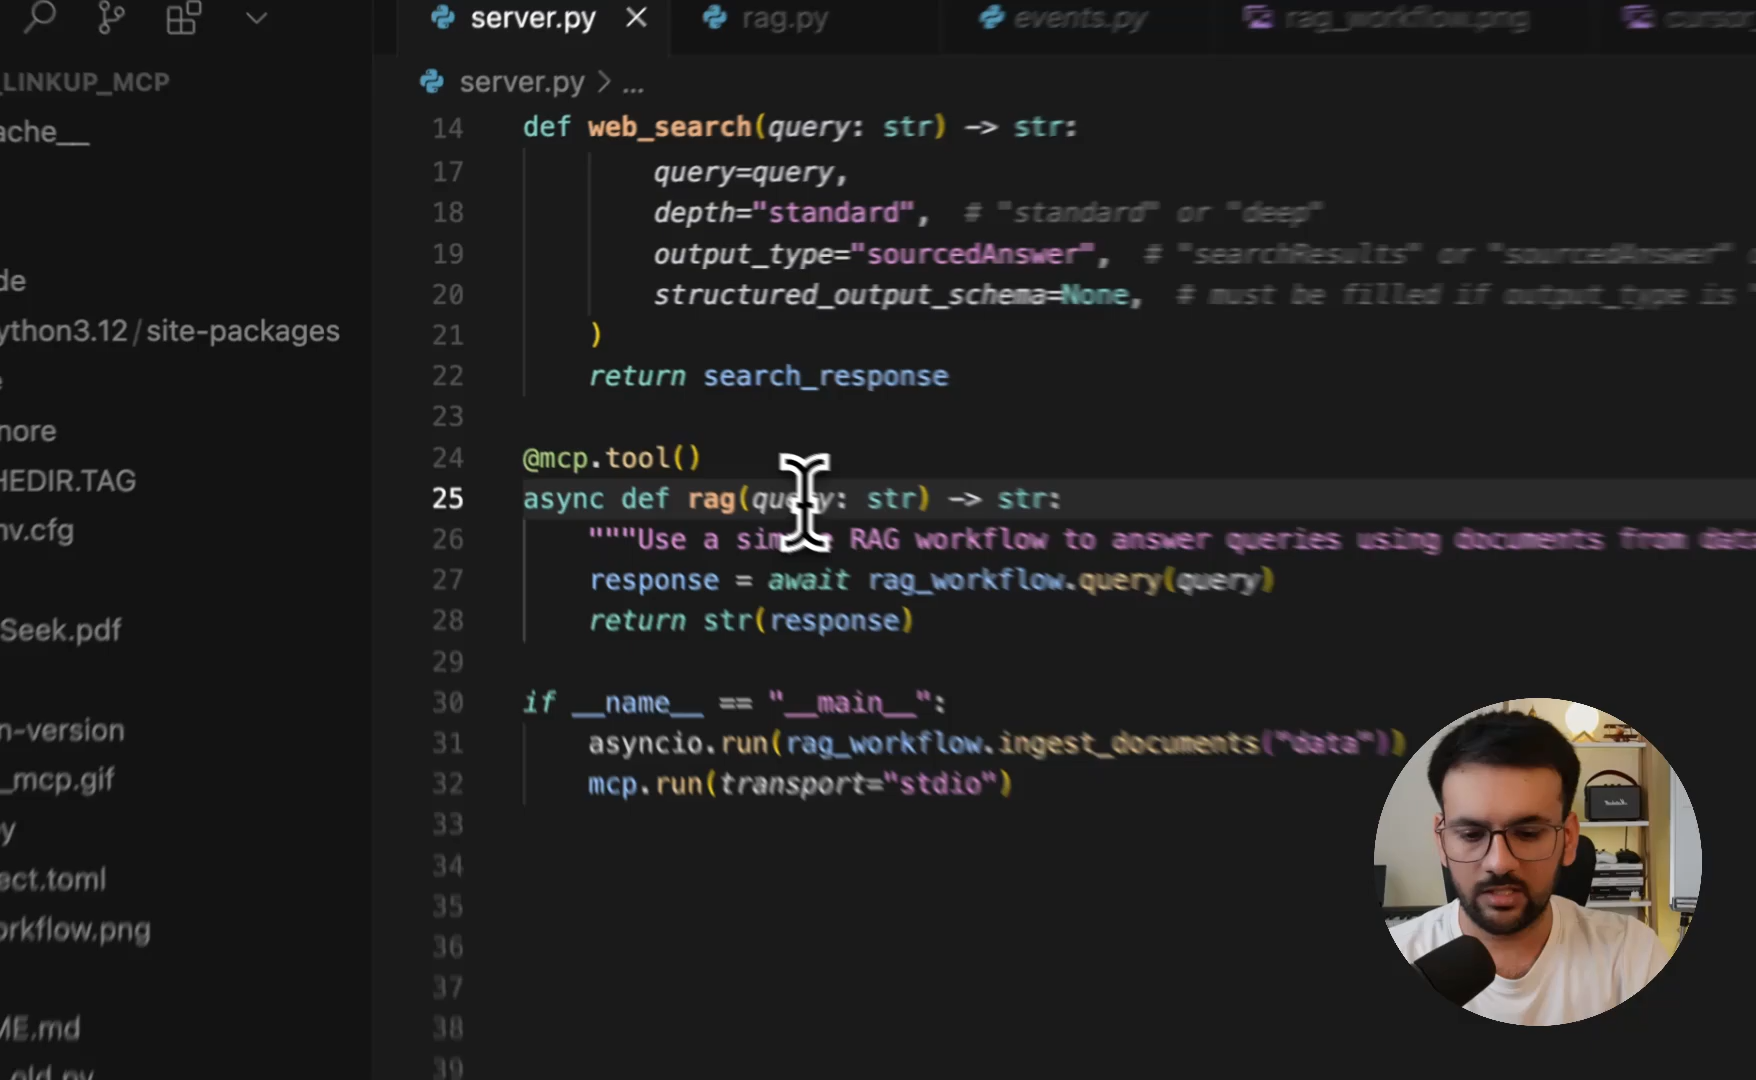 server.py
rag.py
events.py
rag_workflow.png
_LINKUP_MCP
server.py > ...
ache__
14 def web_search(query: str) -> str:
17 query=query,
18 depth="standard", # "standard" or "deep"
19 output_type="sourcedAnswer", # "searchResults" or "sourcedAnswer"
20 structured_output_schema=None, # must be filled if output_type is "
21 )
22 return search_response
23
24 @mcp.tool()
25 async def rag(query: str) -> str:
26 """Use a RAG workflow to answer queries using documents from data
27 response = await rag_workflow.query(query)
28 return str(response)
29
30 if __name__ == "__main__":
31 asyncio.run(rag_workflow.ingest_documents("data"))
32 mcp.run(transport="stdio")
33
34
35
36
37
38
39
de
ython3.12/site-packages
e
nore
HEDIR.TAG
nv.cfg
Seek.pdf
n-version
_mcp.gif
y
ect.toml
orkflow.png
ME.md
_old.py